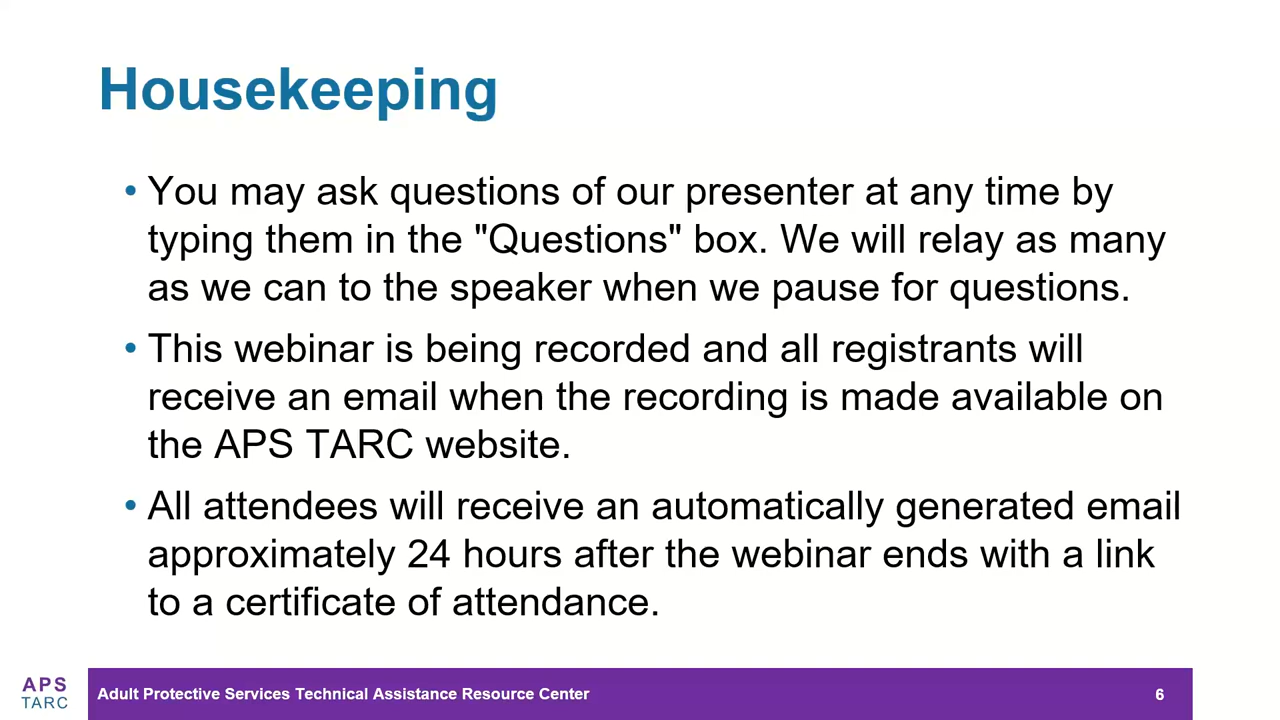 Housekeeping
• You may ask questions of our presenter at any time by
typing them in the "Questions" box. We will relay as many
as we can to the speaker when we pause for questions.
• This webinar is being recorded and all registrants will
receive an email when the recording is made available on
the APS TARC website.
• All attendees will receive an automatically generated email
approximately 24 hours after the webinar ends with a link
to a certificate of attendance.
APS
TARC
Adult Protective Services Technical Assistance Resource Center
6